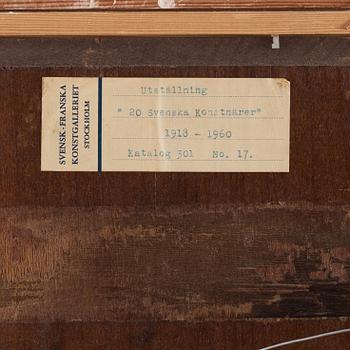 SVENSK-FRANSKA
KONSTGALLERIET
STOCKHOLM
Utställning
" 20 Svenska Konstnärer"
1918 - 1960
Katalog 301 No. 17.